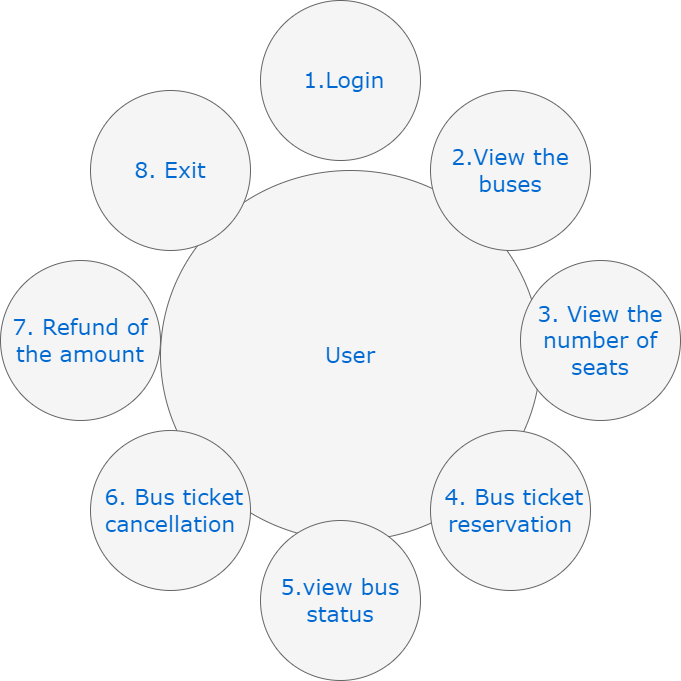 1.Login
2.View the
buses
3. View the
number of
seats
4. Bus ticket
reservation
5.view bus
status
6. Bus ticket
cancellation
7. Refund of
the amount
8. Exit
User